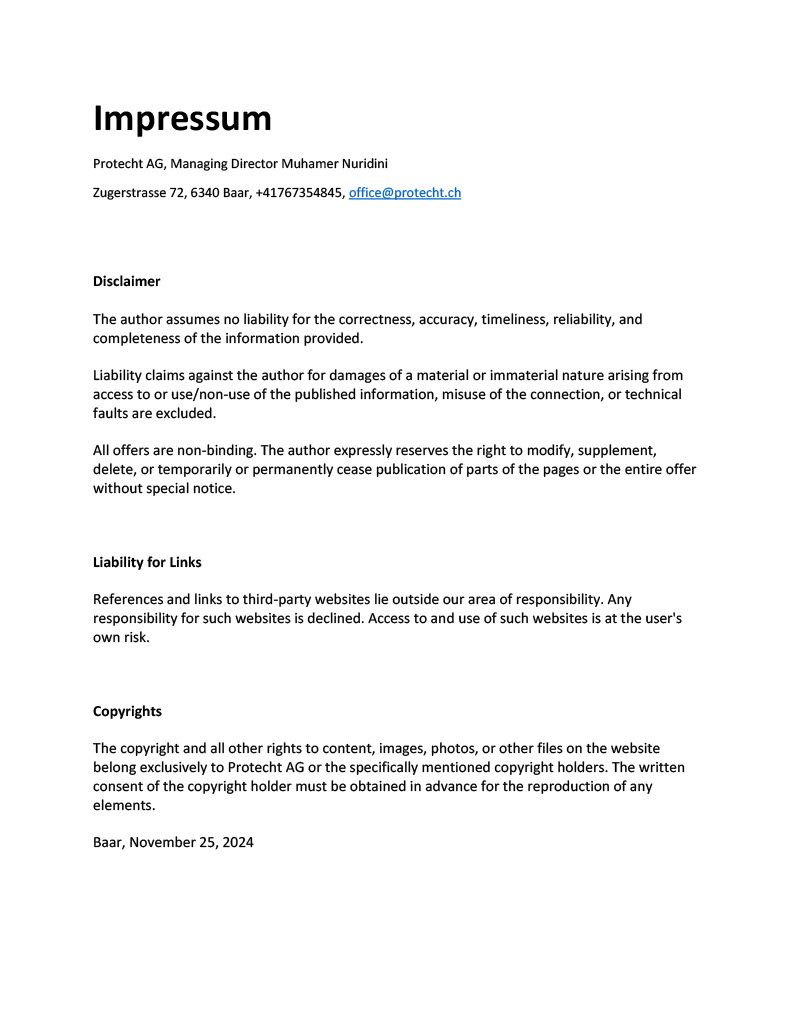 Impressum
Protecht AG, Managing Director Muhamer Nuridini
Zugerstrasse 72, 6340 Baar, +41767354845, office@protecht.ch
Disclaimer
The author assumes no liability for the correctness, accuracy, timeliness, reliability, and
completeness of the information provided.
Liability claims against the author for damages of a material or immaterial nature arising from
access to or use/non-use of the published information, misuse of the connection, or technical
faults are excluded.
All offers are non-binding. The author expressly reserves the right to modify, supplement,
delete, or temporarily or permanently cease publication of parts of the pages or the entire offer
without special notice.
Liability for Links
References and links to third-party websites lie outside our area of responsibility. Any
responsibility for such websites is declined. Access to and use of such websites is at the user's
own risk.
Copyrights
The copyright and all other rights to content, images, photos, or other files on the website
belong exclusively to Protecht AG or the specifically mentioned copyright holders. The written
consent of the copyright holder must be obtained in advance for the reproduction of any
elements.
Baar, November 25, 2024